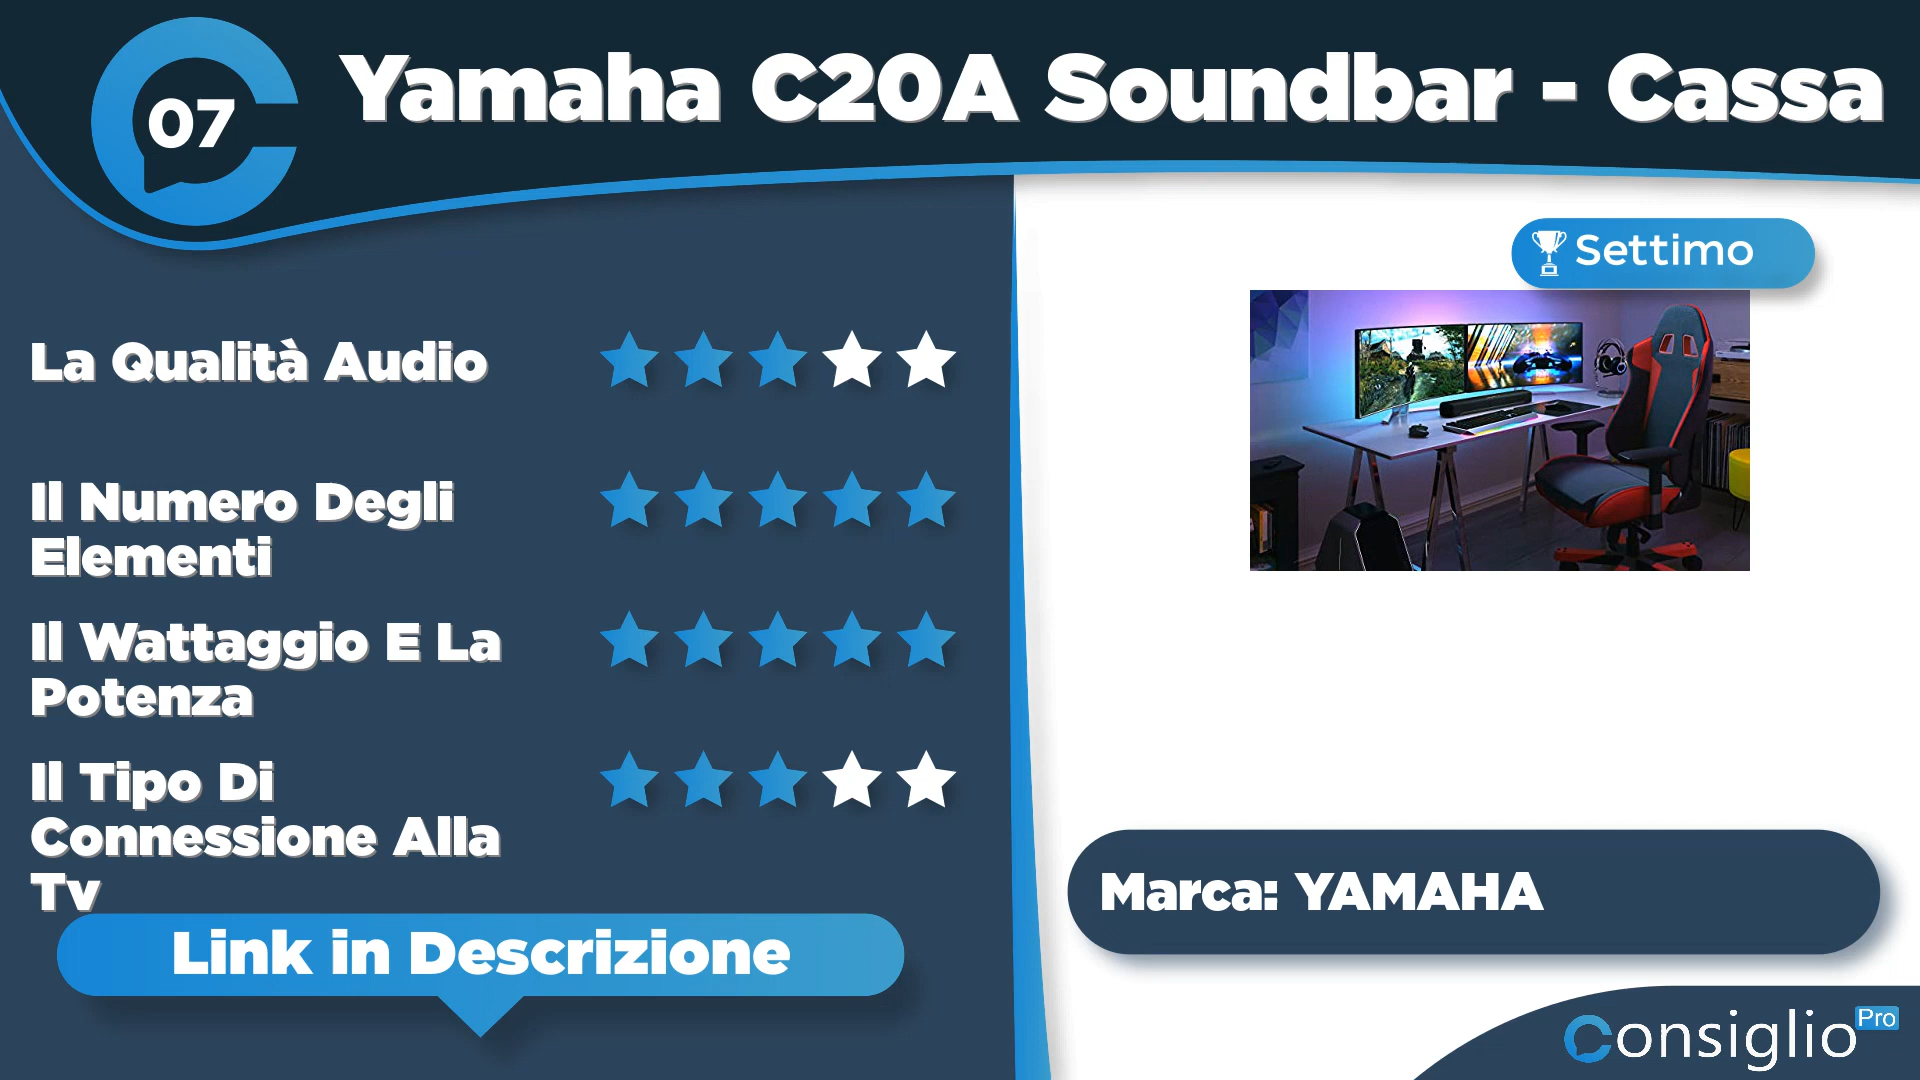 07
Yamaha C20A Soundbar - Cassa
Settimo
La Qualità Audio
Il Numero Degli
Elementi
Il Wattaggio E La
Potenza
Il Tipo Di
Connessione Alla
Tv
Link in Descrizione
Marca: YAMAHA
Consiglio Pro